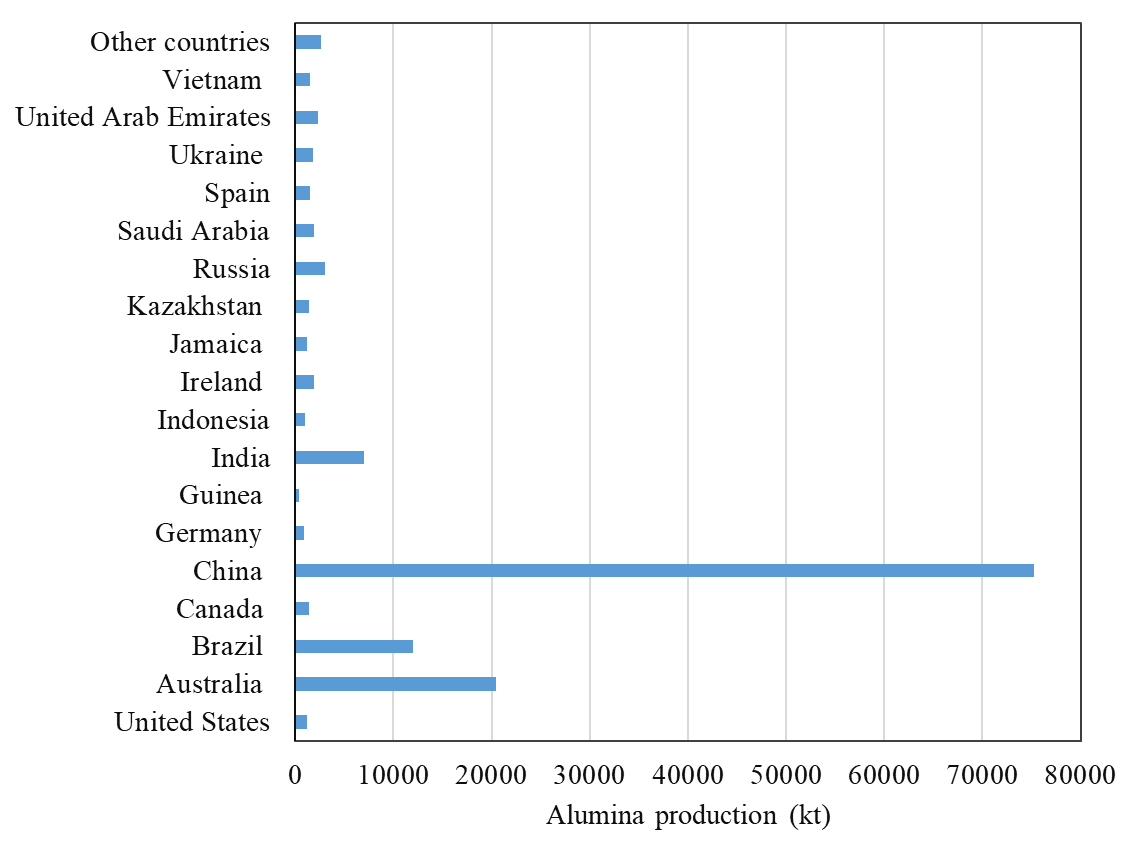 Other countries
Vietnam
United Arab Emirates
Ukraine
Spain
Saudi Arabia
Russia
Kazakhstan
Jamaica
Ireland
Indonesia
India
Guinea
Germany
China
Canada
Brazil
Australia
United States
0 10000 20000 30000 40000 50000 60000 70000 80000
Alumina production (kt)